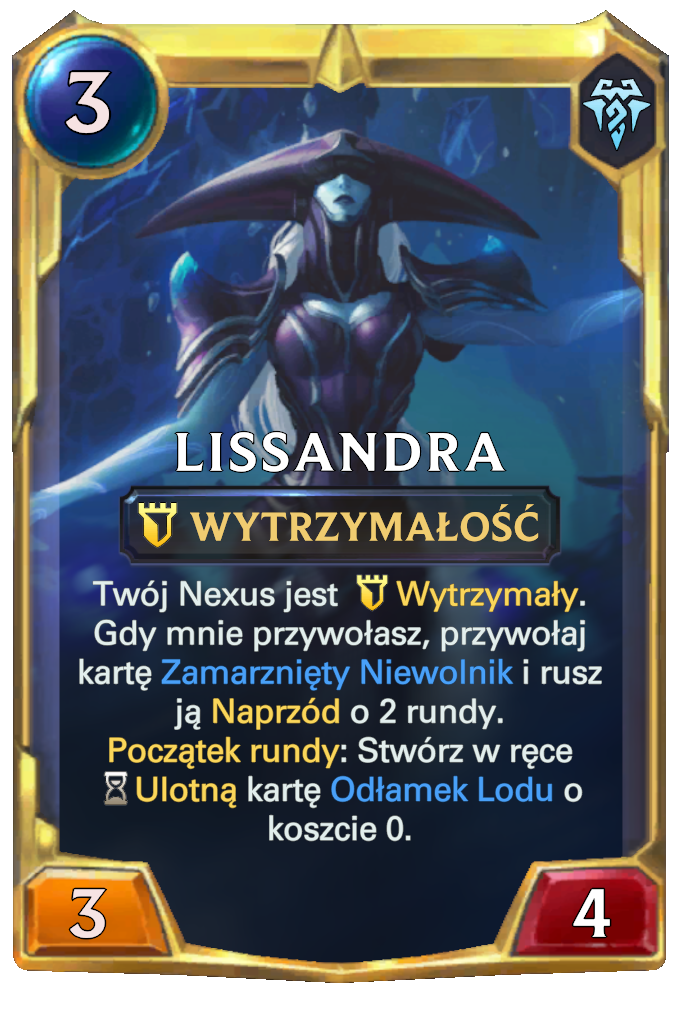 3
LISSANDRA
WYTRZYMAŁOŚĆ
Twój Nexus jest Wytrzymały.
Gdy mnie przywołasz, przywołaj
kartę Zamarznięty Niewolnik i rusz
ją Naprzód o 2 rundy.
Początek rundy: Stwórz w ręce
Ulotną kartę Odłamek Lodu o
koszcie 0.
3
4